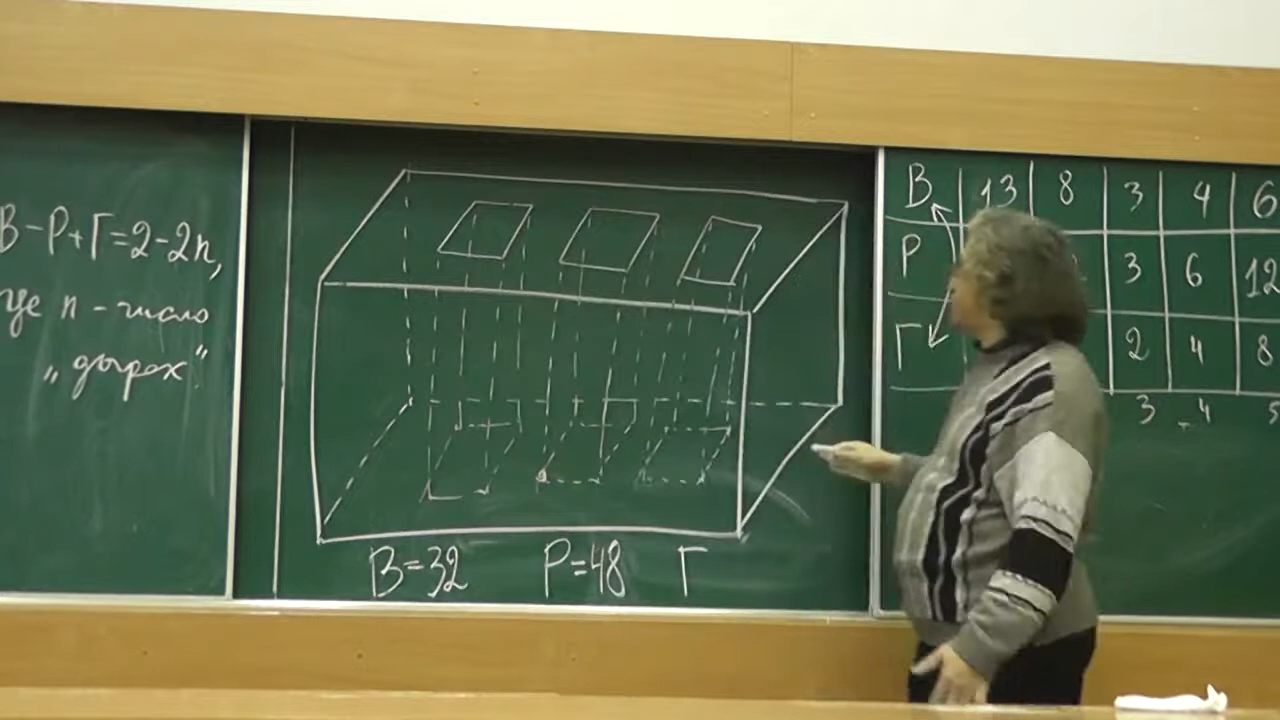 В-Р+Г=2-2n,
где n - число
„дырок"
В=32 Р=48 Г
В 13 8 3 4 6
Р 3 6 12
Г 2 4 8
3 4